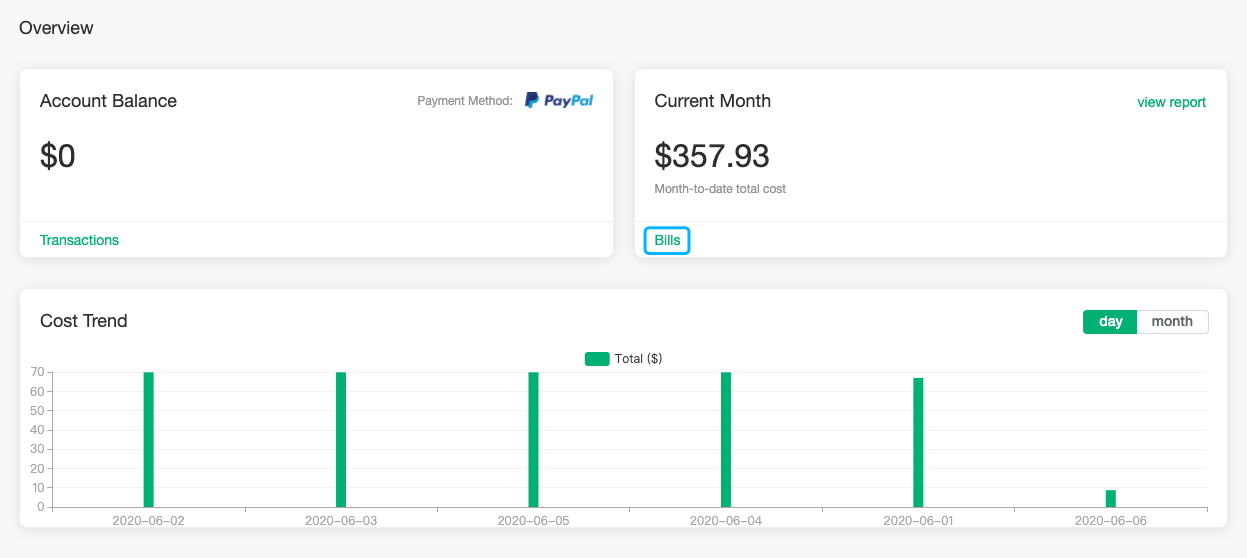 Overview
Account Balance
Payment Method: PayPal
$0
Transactions
Current Month
view report
$357.93
Month-to-date total cost
Bills
Cost Trend
day month
Total ($)
70
60
50
40
30
20
10
0
2020-06-02 2020-06-03 2020-06-05 2020-06-04 2020-06-01 2020-06-06